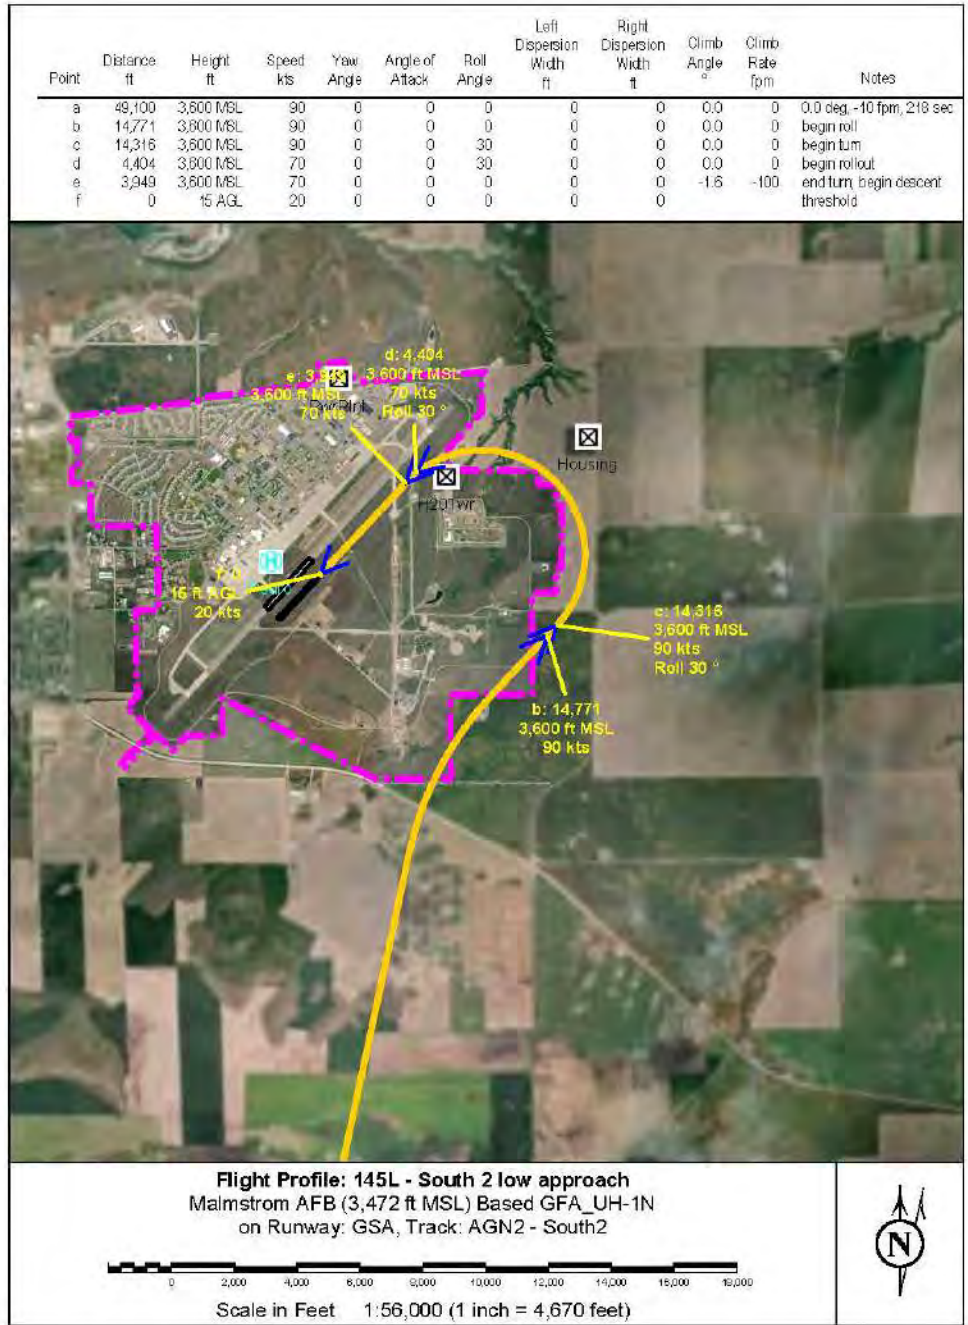 Point Distance ft Height ft Speed kts Yaw Angle Angle of Attack Roll Angle Left Dispersion Width ft Right Dispersion Width ft Climb Angle ° Climb Rate fpm Notes
a 49,100 3,600 MSL 90 0 0 0 0 0 0.0 0 0.0 deg, -10 fpm, 218 sec
b 14,771 3,600 MSL 90 0 0 0 0 0 0.0 0 begin roll
c 14,316 3,600 MSL 90 0 0 30 0 0 0.0 0 begin turn
d 4,404 3,600 MSL 70 0 0 30 0 0 0.0 0 begin rollout
e 3,949 3,600 MSL 70 0 0 0 0 0 -1.6 -100 end turn, begin descent
f 0 15 AGL 20 0 0 0 0 0 threshold
d: 4,404
3,600 ft MSL
70 kts
Roll 30 °
3,600 ft MSL
70 kts
Housing
H20Twr
15 ft AGL
20 kts
c: 14,316
3,600 ft MSL
90 kts
Roll 30 °
b: 14,771
3,600 ft MSL
90 kts
H
Flight Profile: 145L - South 2 low approach
Malmstrom AFB (3,472 ft MSL) Based GFA_UH-1N
on Runway: GSA, Track: AGN2 - South2
0 2,000 4,000 6,000 8,000 10,000 12,000 14,000 16,000 18,000
Scale in Feet 1:56,000 (1 inch = 4,670 feet)
N